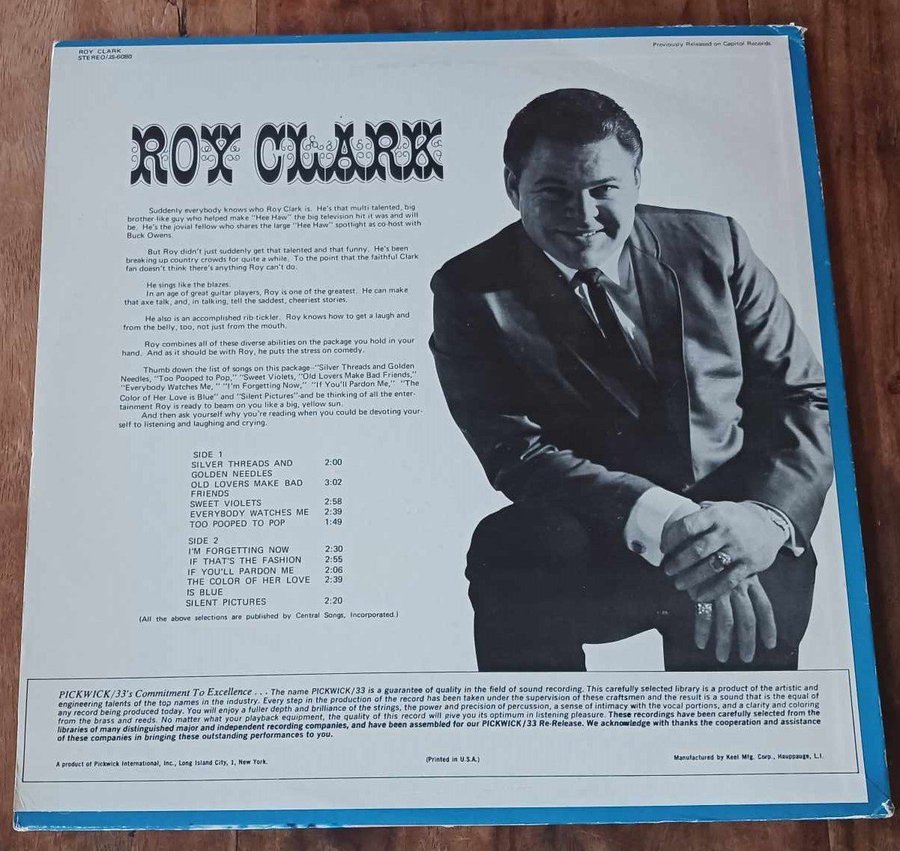 ROY CLARK
STEREO/JS-6080
Previously Released on Capitol Records
ROY CLARK
Suddenly everybody knows who Roy Clark is. He's that multi talented, big
brother-like guy who helped make "Hee Haw" the big television hit it was and will
be. He's the jovial fellow who shares the large "Hee Haw" spotlight as co-host with
Buck Owens.
But Roy didn't just suddenly get that talented and that funny. He's been
breaking up country crowds for quite a while. To the point that the faithful Clark
fan doesn't think there's anything Roy can't do.
He sings like the blazes.
In an age of great guitar players, Roy is one of the greatest. He can make
that axe talk, and, in talking, tell the saddest, cheeriest stories.
He also is an accomplished rib-tickler. Roy knows how to get a laugh and
from the belly, too, not just from the mouth.
Roy combines all of these diverse abilities on the package you hold in your
hand. And as it should be with Roy, he puts the stress on comedy.
Thumb down the list of songs on this package-"Silver Threads and Golden
Needles, "Too Pooped to Pop," "Sweet Violets, "Old Lovers Make Bad Friends,"
"Everybody Watches Me, " "I'm Forgetting Now," "If You'll Pardon Me," "The
Color of Her Love is Blue" and "Silent Pictures"-and be thinking of all the enter-
tainment Roy is ready to beam on you like a big, yellow sun.
And then ask yourself why you're reading when you could be devoting your-
self to listening and laughing and crying.
SIDE 1
SILVER THREADS AND 2:00
GOLDEN NEEDLES
OLD LOVERS MAKE BAD 3:02
FRIENDS
SWEET VIOLETS 2:58
EVERYBODY WATCHES ME 2:39
TOO POOPED TO POP 1:49
SIDE 2
I'M FORGETTING NOW 2:30
IF THAT'S THE FASHION 2:55
IF YOU'LL PARDON ME 2:06
THE COLOR OF HER LOVE 2:39
IS BLUE
SILENT PICTURES 2:20
(All the above selections are published by Central Songs, Incorporated.)
PICKWICK/33's Commitment To Excellence . . . The name PICKWICK/33 is a guarantee of quality in the field of sound recording. This carefully selected library is a product of the artistic and
engineering talents of the top names in the industry. Every step in the production of the record has been taken under the supervision of these craftsmen and the result is a sound that is the equal of
any record being produced today. You will enjoy a fuller depth and brilliance of the strings, the power and precision of percussion, a sense of intimacy with the vocal portions, and a clarity and coloring
from the brass and reeds. No matter what your playback equipment, the quality of this record will give you its optimum in listening pleasure. These recordings have been carefully selected from the
libraries of many distinguished major and independent recording companies, and have been assembled for our PICKWICK/33 Re-Release. We acknowledge with thanks the cooperation and assistance
of these companies in bringing these outstanding performances to you.
A product of Pickwick International, Inc., Long Island City, 1, New York.
(Printed in U.S.A.)
Manufactured by Keel Mfg. Corp., Hauppauge, L.I.